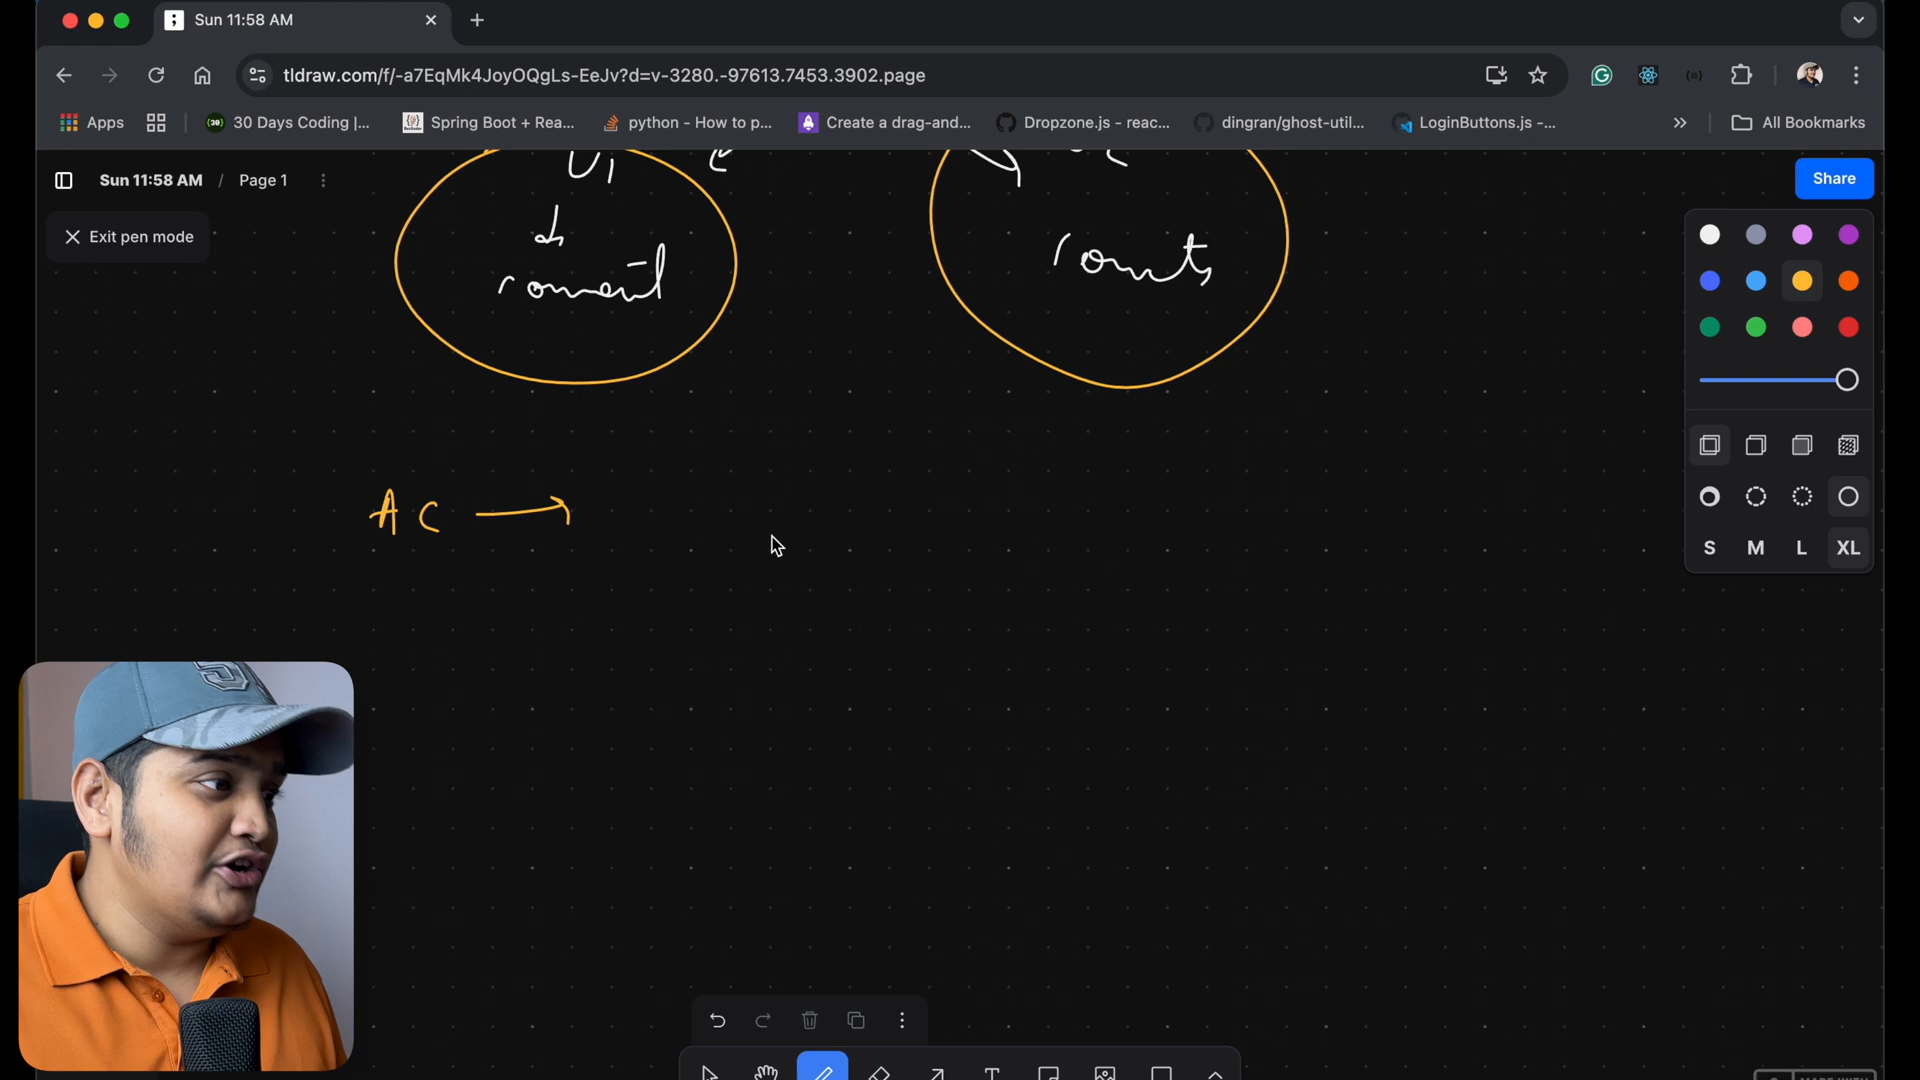 Sun 11:58 AM
tldraw.com/f/-a7EqMk4JoyOQgLs-EeJv?d=v-3280.-97613.7453.3902.page
Apps
30 Days Coding |...
Spring Boot + Rea...
python - How to p...
Create a drag-and...
Dropzone.js - reac...
dingran/ghost-util...
LoginButtons.js -...
All Bookmarks
Sun 11:58 AM / Page 1
Share
Exit pen mode
AC →
S M L XL